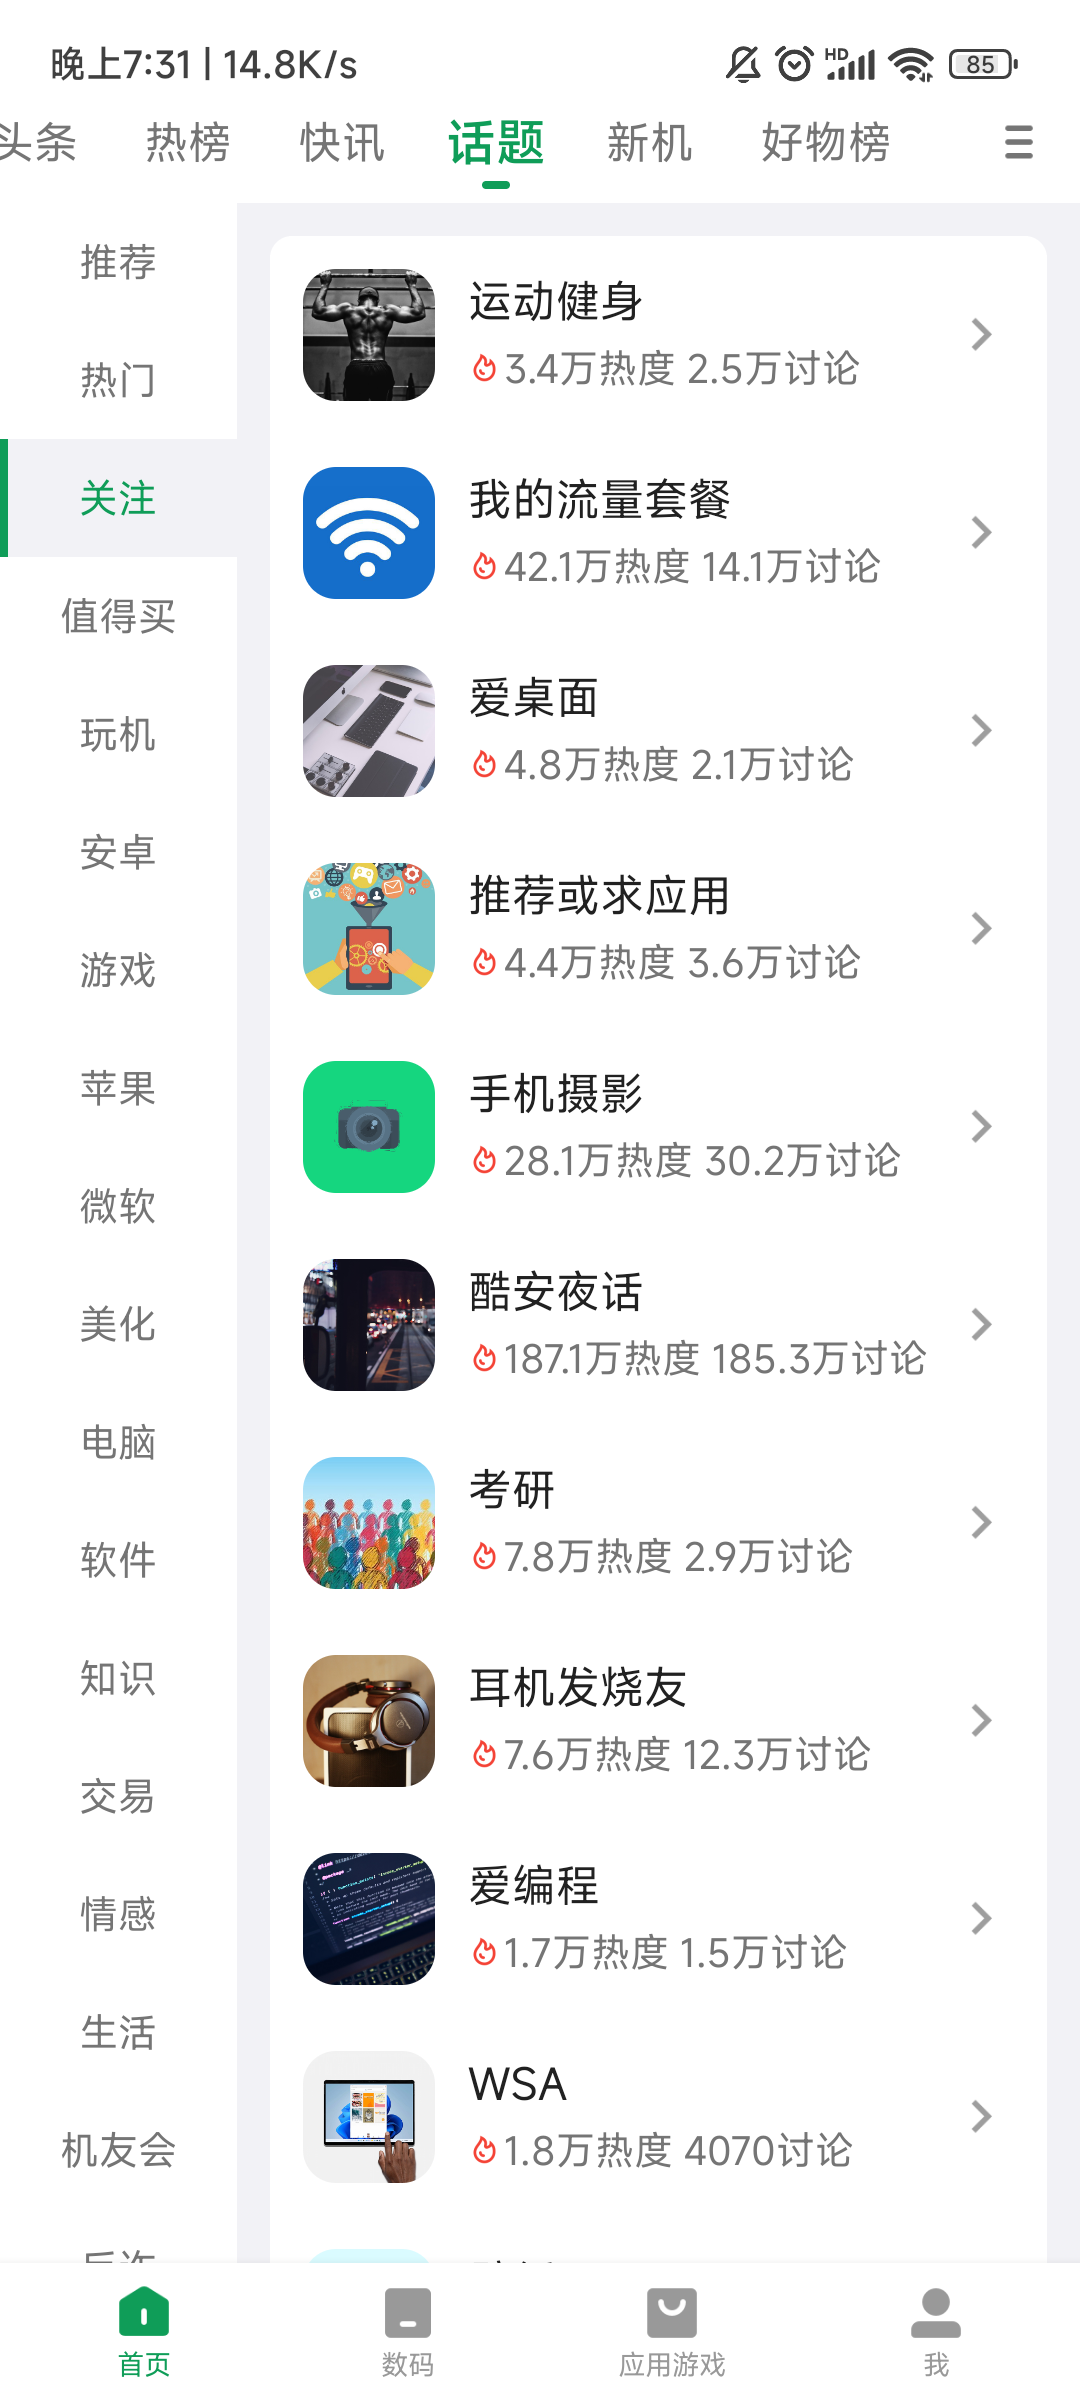 晚上7:31 | 14.8K/s
HD
85
头条 热榜 快讯 话题 新机 好物榜
推荐
热门
关注
值得买
玩机
安卓
游戏
苹果
微软
美化
电脑
软件
知识
交易
情感
生活
机友会
运动健身
3.4万热度 2.5万讨论
我的流量套餐
42.1万热度 14.1万讨论
爱桌面
4.8万热度 2.1万讨论
推荐或求应用
4.4万热度 3.6万讨论
手机摄影
28.1万热度 30.2万讨论
酷安夜话
187.1万热度 185.3万讨论
考研
7.8万热度 2.9万讨论
耳机发烧友
7.6万热度 12.3万讨论
爱编程
1.7万热度 1.5万讨论
WSA
1.8万热度 4070讨论
首页 数码 应用游戏 我